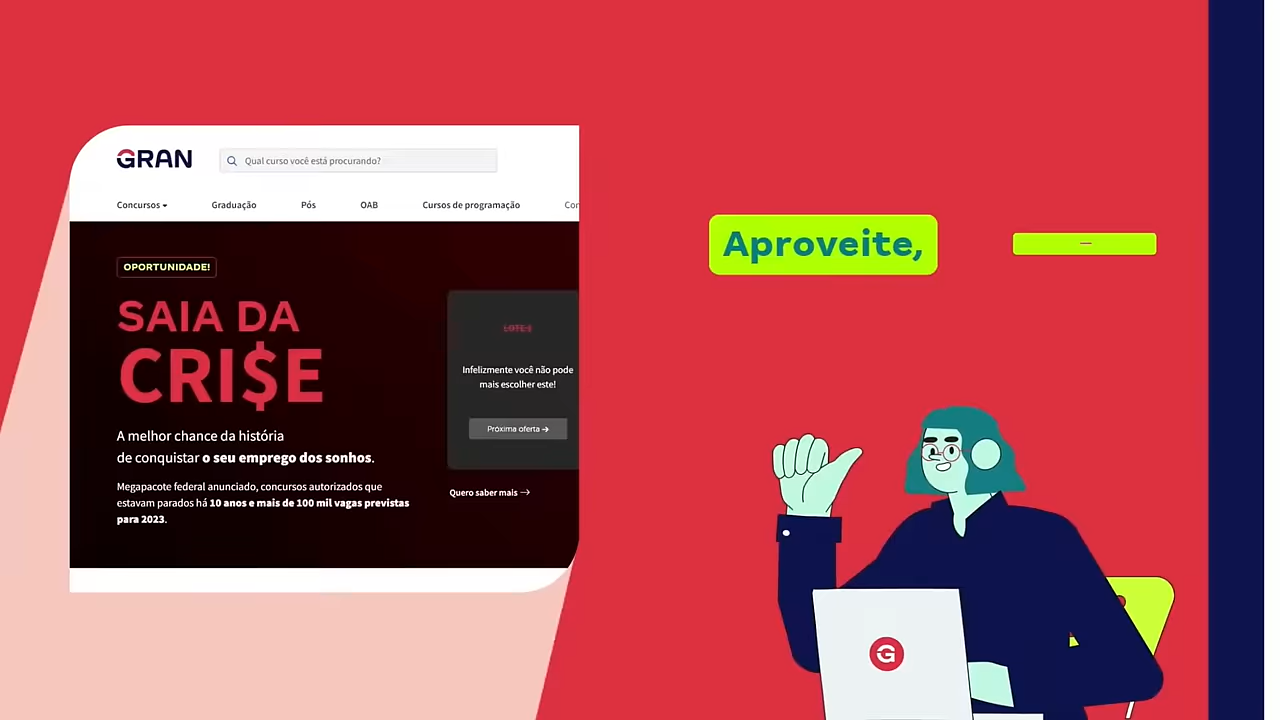 GRAN
Qual curso você está procurando?
Concursos
Graduação
Pós
OAB
Cursos de programação
OPORTUNIDADE!
SAIA DA
CRI$E
A melhor chance da história
de conquistar o seu emprego dos sonhos.
Megapacote federal anunciado, concursos autorizados que
estavam parados há 10 anos e mais de 100 mil vagas previstas
para 2023.
LOTE 1
Infelizmente você não pode
mais escolher este!
Próxima oferta →
Quero saber mais →
Aproveite,
G